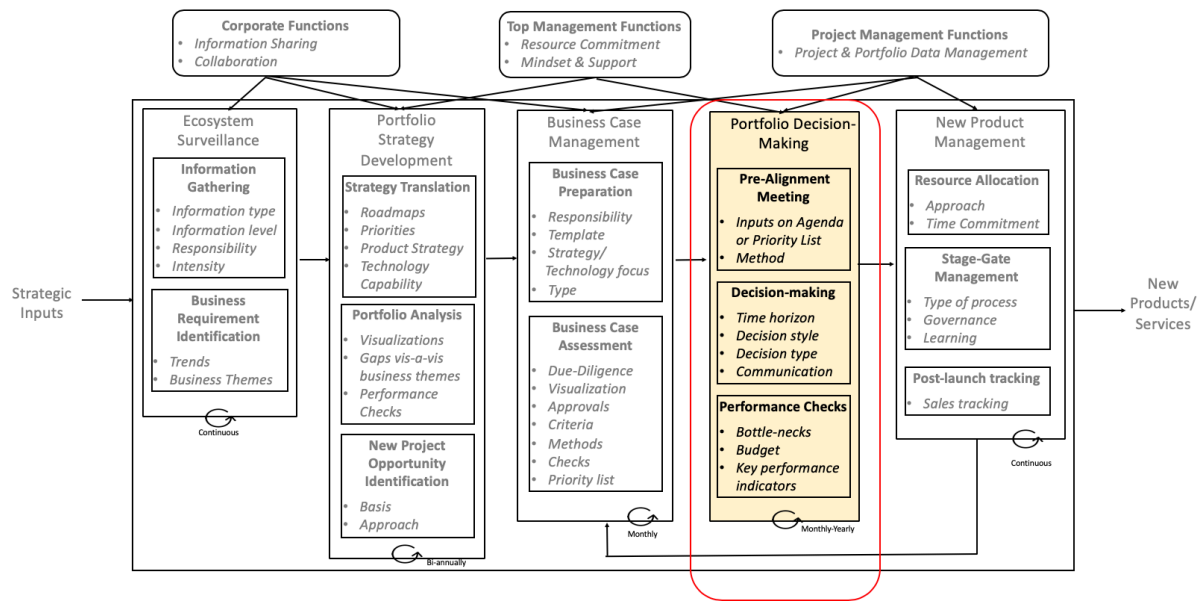 Corporate Functions
• Information Sharing
• Collaboration
Top Management Functions
• Resource Commitment
• Mindset & Support
Project Management Functions
• Project & Portfolio Data Management
Strategic
Inputs
Ecosystem
Surveillance
Information
Gathering
• Information type
• Information level
• Responsibility
• Intensity
Business
Requirement
Identification
• Trends
• Business Themes
Continuous
Portfolio
Strategy
Development
Strategy Translation
• Roadmaps
• Priorities
• Product Strategy
• Technology
Capability
Portfolio Analysis
• Visualizations
• Gaps vis-a-vis
business themes
• Performance
Checks
New Project
Opportunity
Identification
• Basis
• Approach
Bi-annually
Business Case
Management
Business Case
Preparation
• Responsibility
• Template
• Strategy/
Technology focus
• Type
Business Case
Assessment
• Due-Diligence
• Visualization
• Approvals
• Criteria
• Methods
• Checks
• Priority list
Monthly
Portfolio Decision-
Making
Pre-Alignment
Meeting
• Inputs on Agenda
or Priority List
• Method
Decision-making
• Time horizon
• Decision style
• Decision type
• Communication
Performance Checks
• Bottle-necks
• Budget
• Key performance
indicators
Monthly-Yearly
New Product
Management
Resource Allocation
• Approach
• Time Commitment
Stage-Gate
Management
• Type of process
• Governance
• Learning
Post-launch tracking
• Sales tracking
Continuous
New
Products/
Services